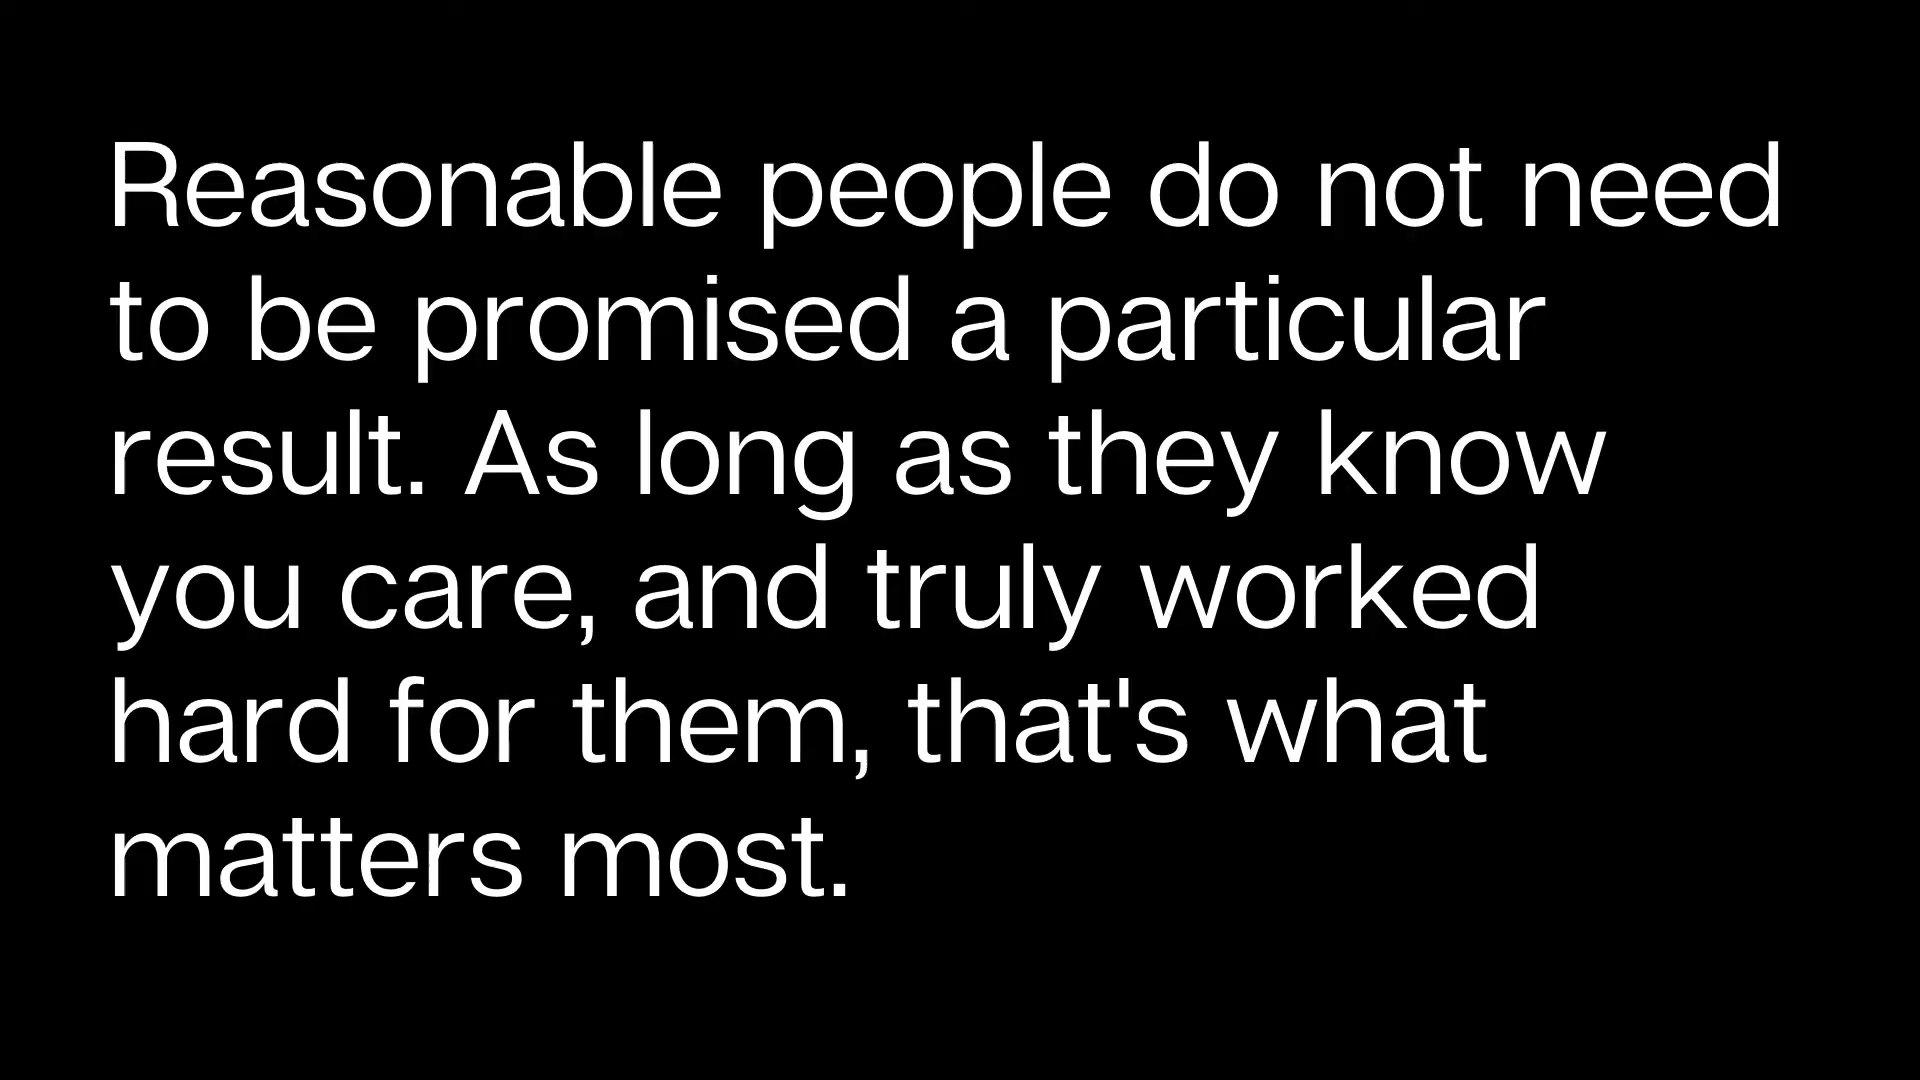 Reasonable people do not need
to be promised a particular
result. As long as they know
you care, and truly worked
hard for them, that's what
matters most.